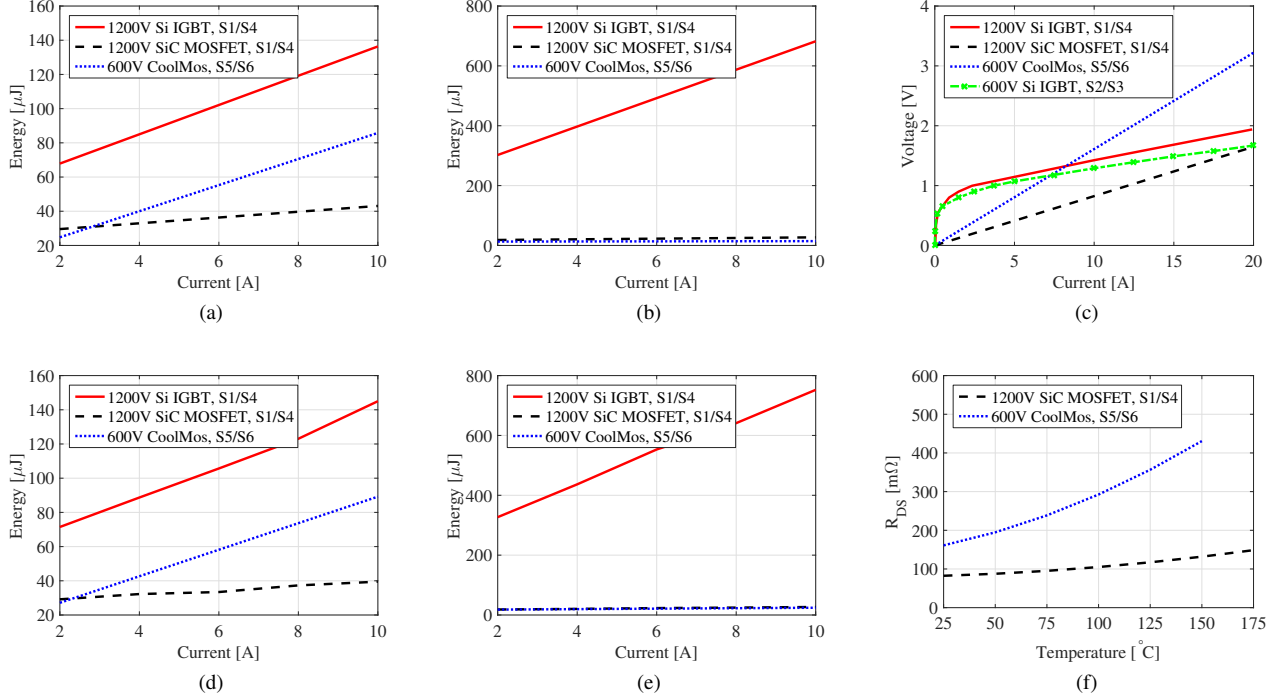 160
140
120
100
80
60
40
20
2 4 6 8 10
Energy [μJ]
Current [A]
1200V Si IGBT, S1/S4
1200V SiC MOSFET, S1/S4
600V CoolMos, S5/S6
(a)
800
600
400
200
0
2 4 6 8 10
Energy [μJ]
Current [A]
1200V Si IGBT, S1/S4
1200V SiC MOSFET, S1/S4
600V CoolMos, S5/S6
(b)
4
3
2
1
0
0 5 10 15 20
Voltage [V]
Current [A]
1200V Si IGBT, S1/S4
1200V SiC MOSFET, S1/S4
600V CoolMos, S5/S6
600V Si IGBT, S2/S3
(c)
160
140
120
100
80
60
40
20
2 4 6 8 10
Energy [μJ]
Current [A]
1200V Si IGBT, S1/S4
1200V SiC MOSFET, S1/S4
600V CoolMos, S5/S6
(d)
800
600
400
200
0
2 4 6 8 10
Energy [μJ]
Current [A]
1200V Si IGBT, S1/S4
1200V SiC MOSFET, S1/S4
600V CoolMos, S5/S6
(e)
600
500
400
300
200
100
0
25 50 75 100 125 150 175
R_DS [mΩ]
Temperature [°C]
1200V SiC MOSFET, S1/S4
600V CoolMos, S5/S6
(f)